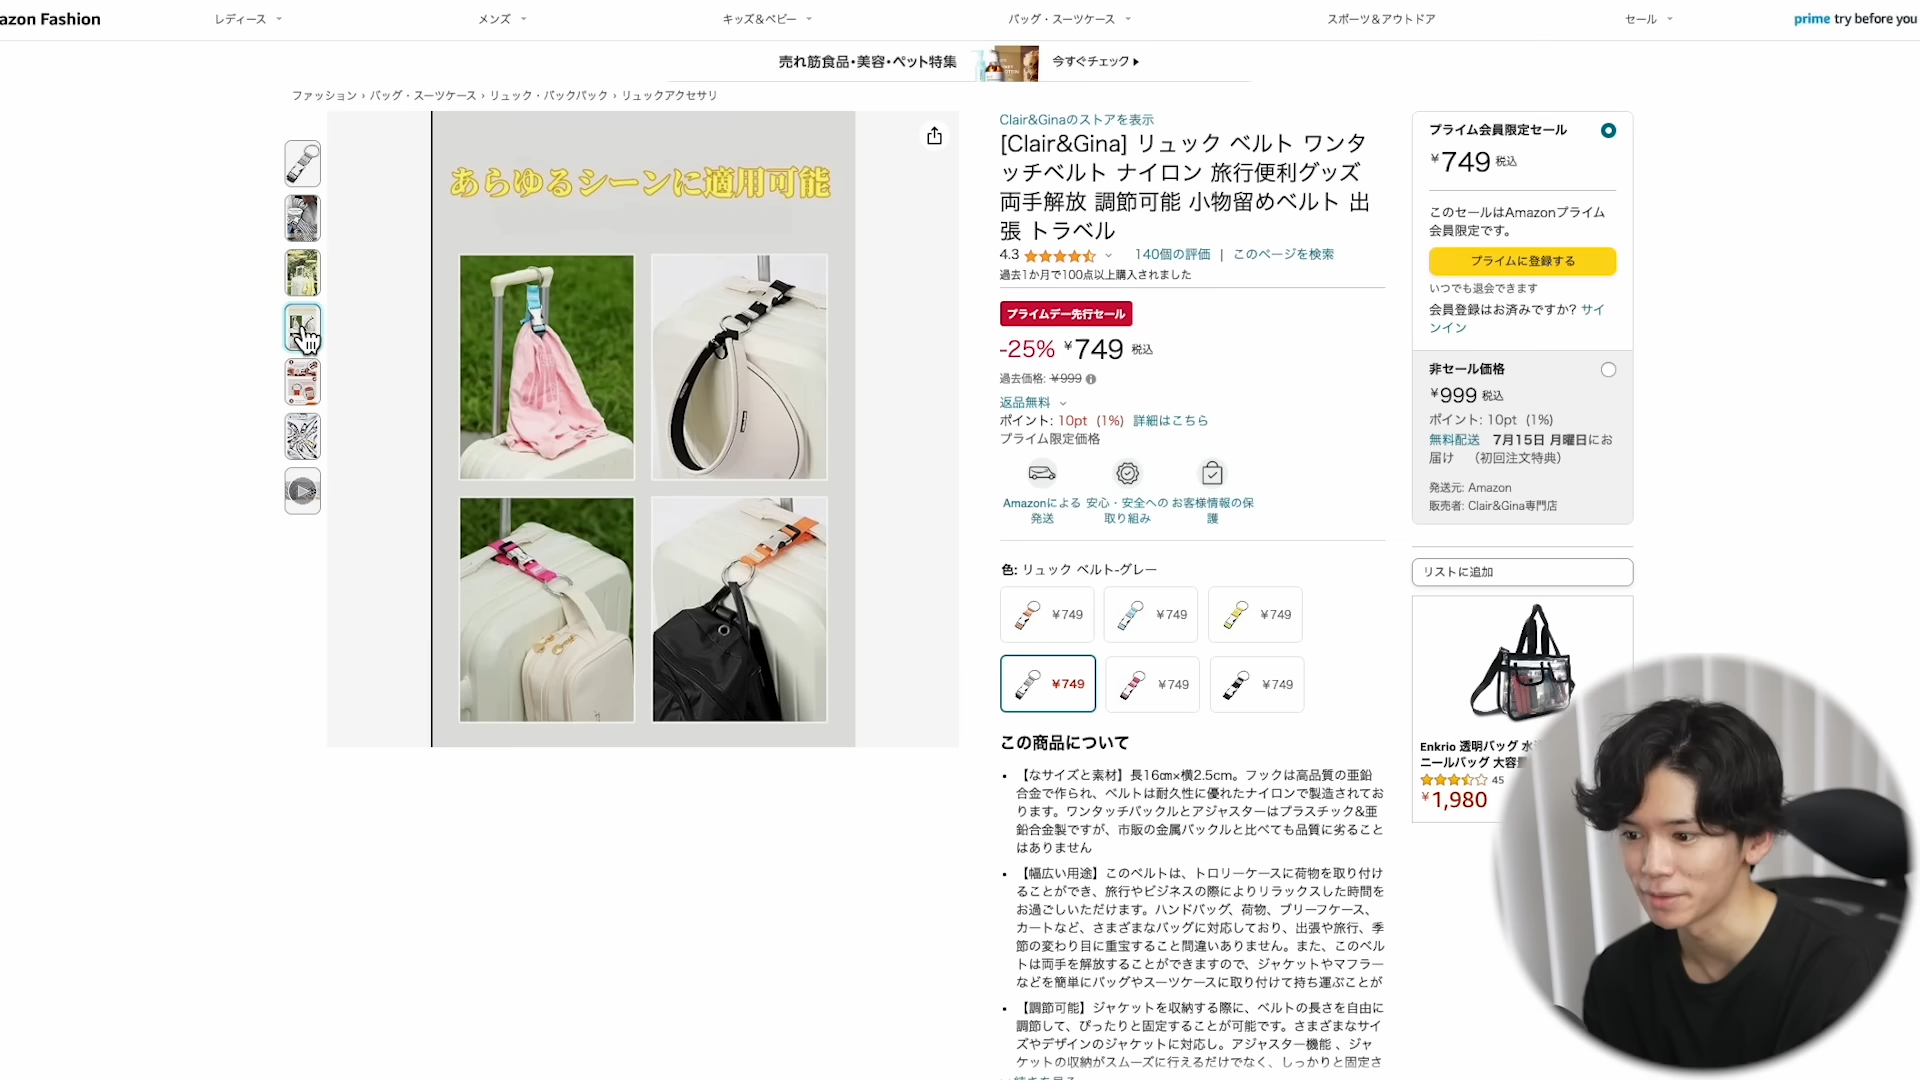 azon Fashion
レディース
メンズ
キッズ＆ベビー
バッグ・スーツケース
スポーツ＆アウトドア
セール
prime try before you
売れ筋食品・美容・ペット特集
今すぐチェック
ファッション › バッグ・スーツケース › リュック・バックパック › リュックアクセサリ
あらゆるシーンに適用可能
Clair&Ginaのストアを表示
[Clair&Gina] リュック ベルト ワンタ
ッチベルト ナイロン 旅行便利グッズ
両手解放 調節可能 小物留めベルト 出
張 トラベル
4.3
140個の評価 | このページを検索
過去1か月で100点以上購入されました
プライムデー先行セール
-25% ¥749 税込
過去価格: ¥999
返品無料
ポイント: 10pt (1%) 詳細はこちら
プライム限定価格
Amazonによる
発送
安心・安全への
取り組み
お客様情報の保
護
色: リュック ベルト-グレー
¥749
¥749
¥749
¥749
¥749
¥749
この商品について
【なサイズと素材】長16㎝×横2.5cm。フックは高品質の亜鉛
合金で作られ、ベルトは耐久性に優れたナイロンで製造されてお
ります。ワンタッチバックルとアジャスターはプラスチック&亜
鉛合金製ですが、市販の金属バックルと比べても品質に劣ること
はありません
【幅広い用途】このベルトは、トロリーケースに荷物を取り付け
ることができ、旅行やビジネスの際によりリラックスした時間を
お過ごしいただけます。ハンドバッグ、荷物、ブリーフケース、
カートなど、さまざまなバッグに対応しており、出張や旅行、季
節の変わり目に重宝すること間違いありません。また、このベル
トは両手を解放することができますので、ジャケットやマフラー
などを簡単にバッグやスーツケースに取り付けて持ち運ぶことが
【調節可能】ジャケットを収納する際に、ベルトの長さを自由に
調節して、ぴったりと固定することが可能です。さまざまなサイ
ズやデザインのジャケットに対応し。アジャスター機能 、ジャ
ケットの収納がスムーズに行えるだけでなく、しっかりと固定さ
プライム会員限定セール
¥749 税込
このセールはAmazonプライム
会員限定です。
プライムに登録する
いつでも退会できます
会員登録はお済みですか? サイ
ンイン
非セール価格
¥999 税込
ポイント: 10pt (1%)
無料配送 7月15日 月曜日にお
届け （初回注文特典）
発送元: Amazon
販売者: Clair&Gina専門店
リストに追加
Enkrio 透明バッグ
ニールバッグ 大容
45
¥1,980